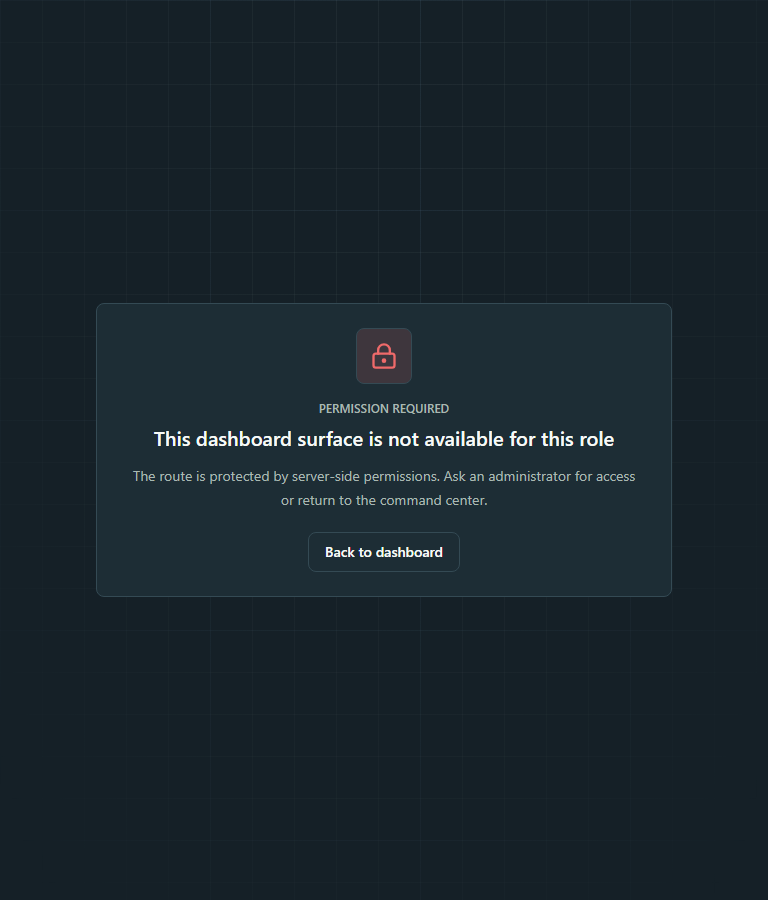 PERMISSION REQUIRED
This dashboard surface is not available for this role
The route is protected by server-side permissions. Ask an administrator for access
or return to the command center.
Back to dashboard